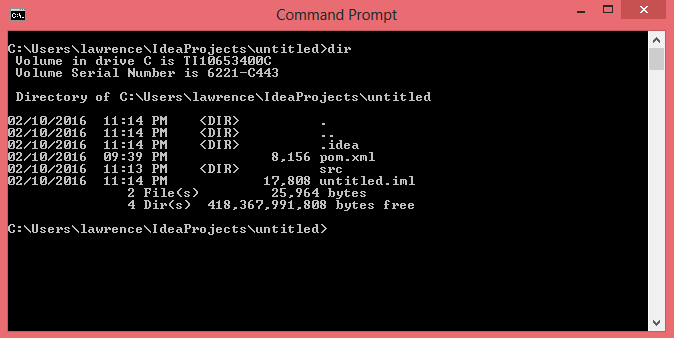 Command Prompt
C:\Users\lawrence\IdeaProjects\untitled>dir
Volume in drive C is TI10653400C
Volume Serial Number is 6221-C443
Directory of C:\Users\lawrence\IdeaProjects\untitled
02/10/2016  11:14 PM    <DIR>          .
02/10/2016  11:14 PM    <DIR>          ..
02/10/2016  11:14 PM    <DIR>          .idea
02/10/2016  09:39 PM             8,156 pom.xml
02/10/2016  11:13 PM    <DIR>          src
02/10/2016  11:14 PM            17,808 untitled.iml
2 File(s)         25,964 bytes
4 Dir(s)  418,367,991,808 bytes free
C:\Users\lawrence\IdeaProjects\untitled>